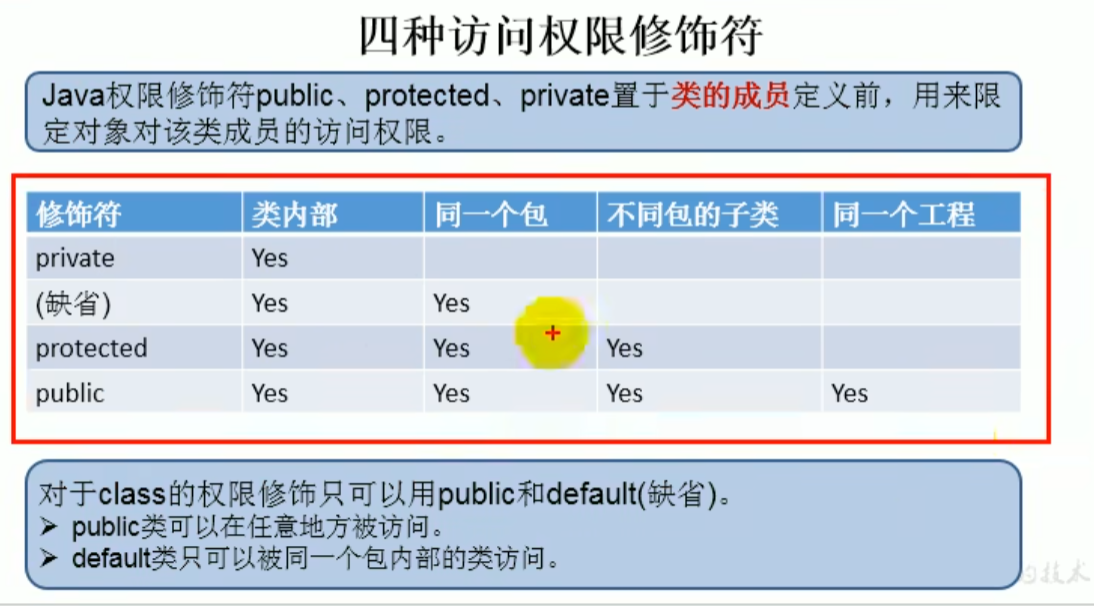 四种访问权限修饰符
Java权限修饰符public、protected、private置于类的成员定义前，用来限
定对象对该类成员的访问权限。
修饰符 类内部 同一个包 不同包的子类 同一个工程
private Yes
(缺省) Yes Yes
protected Yes Yes Yes
public Yes Yes Yes Yes
对于class的权限修饰只可以用public和default(缺省)。
➢ public类可以在任意地方被访问。
➢ default类只可以被同一个包内部的类访问。
技术